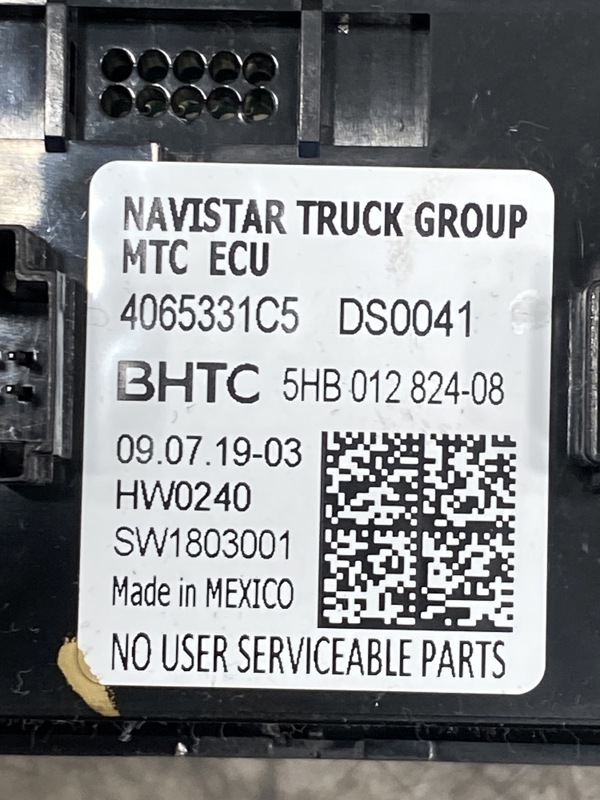 NAVISTAR TRUCK GROUP
MTC ECU
4065331C5 DS0041
BHTC 5HB 012 824-08
09.07.19-03
HW0240
SW1803001
Made in MEXICO
NO USER SERVICEABLE PARTS